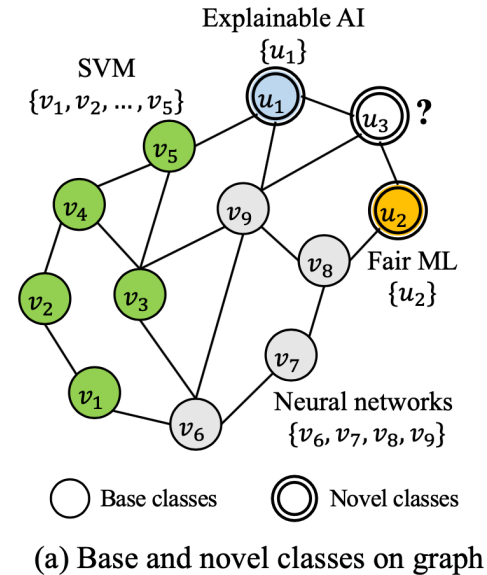 Explainable AI
{u₁}
SVM
{v₁, v₂, ..., v₅}
u₁
u₃
?
v₅
v₄
v₉
u₂
v₈
Fair ML
{u₂}
v₂
v₃
v₇
v₁
v₆
Neural networks
{v₆, v₇, v₈, v₉}
Base classes
Novel classes
(a) Base and novel classes on graph